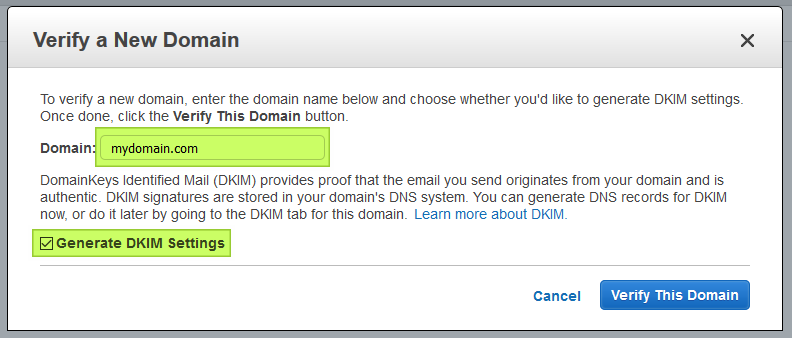 Verify a New Domain
To verify a new domain, enter the domain name below and choose whether you'd like to generate DKIM settings.
Once done, click the Verify This Domain button.
Domain: mydomain.com
DomainKeys Identified Mail (DKIM) provides proof that the email you send originates from your domain and is
authentic. DKIM signatures are stored in your domain's DNS system. You can generate DNS records for DKIM
now, or do it later by going to the DKIM tab for this domain. Learn more about DKIM.
Generate DKIM Settings
Cancel Verify This Domain